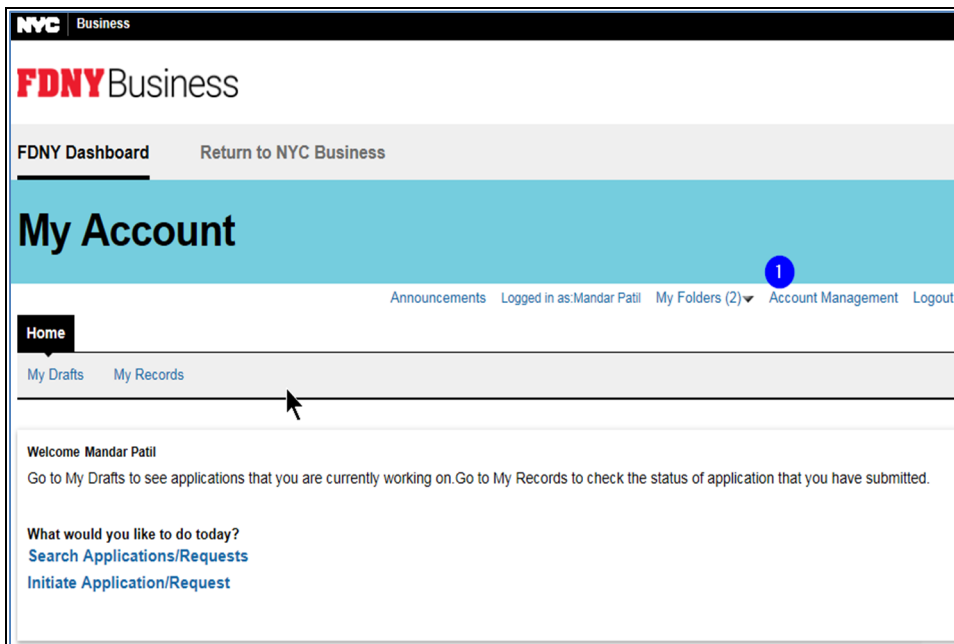 NYC Business
FDNY Business
FDNY Dashboard Return to NYC Business
My Account
1
Announcements Logged in as:Mandar Patil My Folders (2) Account Management Logout
Home
My Drafts My Records
Welcome Mandar Patil
Go to My Drafts to see applications that you are currently working on.Go to My Records to check the status of application that you have submitted.
What would you like to do today?
Search Applications/Requests
Initiate Application/Request